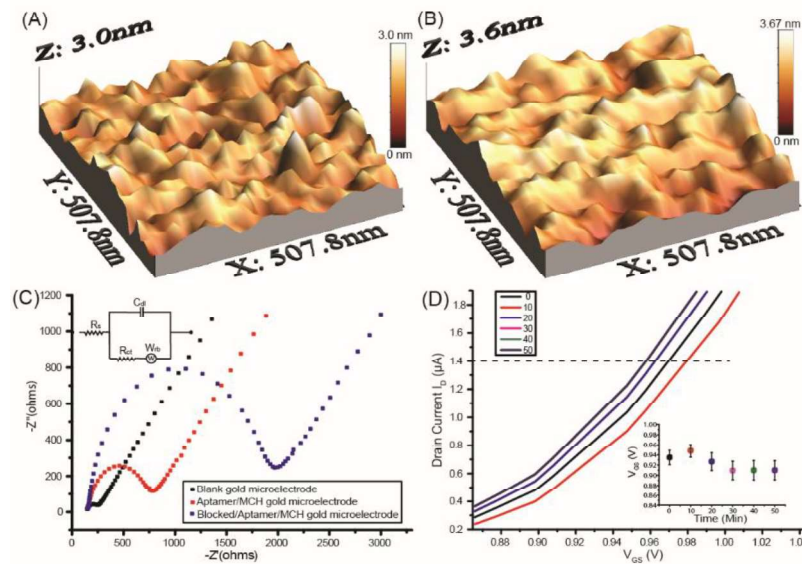 (A)
Z: 3.0nm
3.0 nm
0 nm
Y: 507.8nm
X: 507.8nm
(B)
Z: 3.6nm
3.67 nm
0 nm
Y: 507.8nm
X: 507.8nm
(C)
1200
1000
800
600
400
200
0
-Z''(ohms)
Cdl
Rs
Rct
Wrb
W
Blank gold microelectrode
Aptamer/MCH gold microelectrode
Blocked/Aptamer/MCH gold microelectrode
0 500 1000 1500 2000 2500 3000
-Z'(ohms)
(D)
1.8
1.6
1.4
1.2
1.0
0.8
0.6
0.4
0.2
Drain Current ID (μA)
0
10
20
30
40
50
1.00
0.98
0.96
0.94
0.92
0.90
0.88
0.86
0.84
VGS (V)
0 10 20 30 40 50
Time (Min)
0.88 0.90 0.92 0.94 0.96 0.98 1.00 1.02
VGS (V)